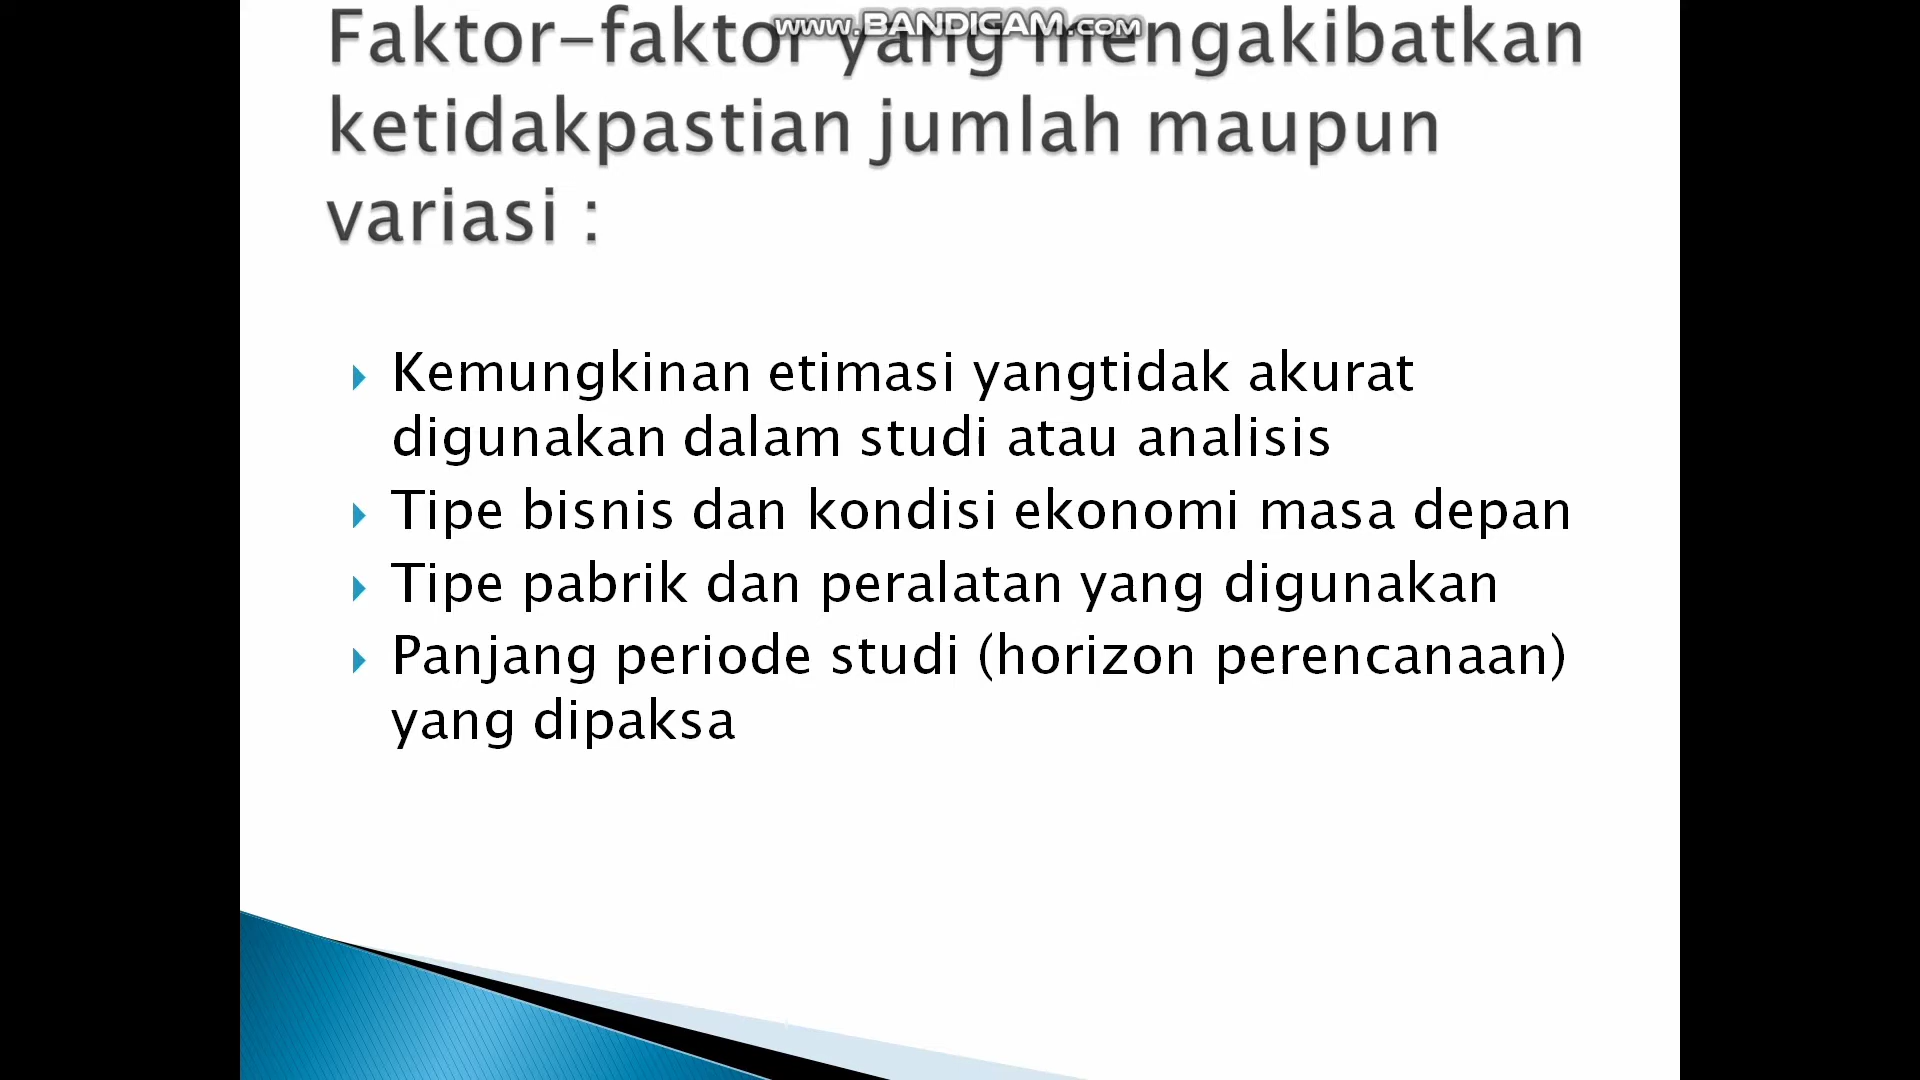 www.BANDICAM.com
Faktor-faktor yang mengakibatkan
ketidakpastian jumlah maupun
variasi :
Kemungkinan etimasi yangtidak akurat
digunakan dalam studi atau analisis
Tipe bisnis dan kondisi ekonomi masa depan
Tipe pabrik dan peralatan yang digunakan
Panjang periode studi (horizon perencanaan)
yang dipaksa